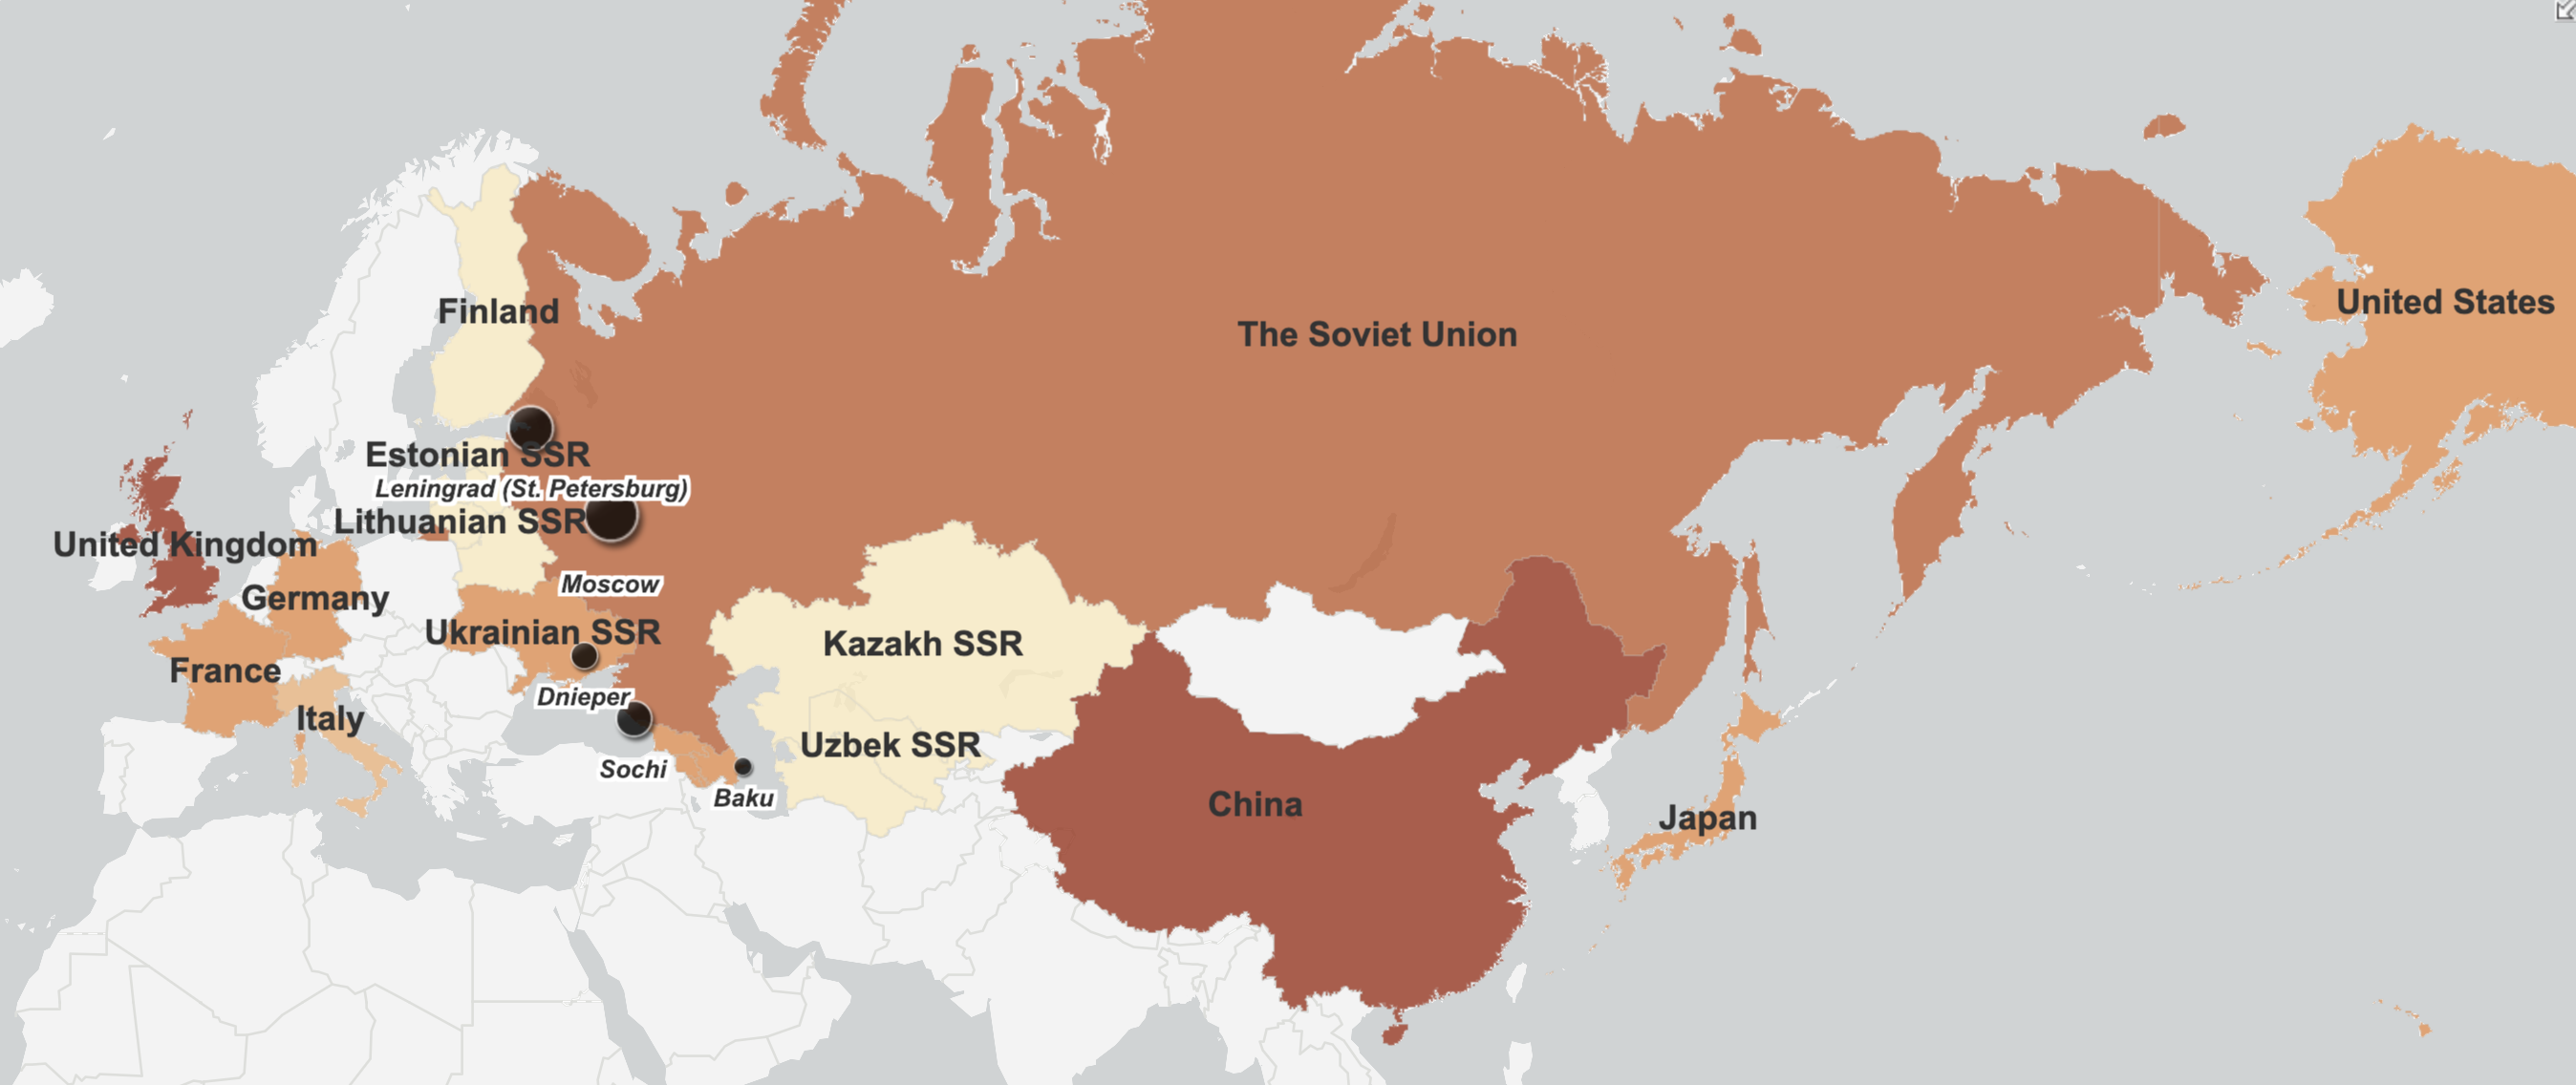 Finland
The Soviet Union
United States
Estonian SSR
Leningrad (St. Petersburg)
Lithuanian SSR
United Kingdom
Moscow
Germany
Ukrainian SSR
Kazakh SSR
France
Dnieper
Italy
Uzbek SSR
Sochi
Baku
China
Japan